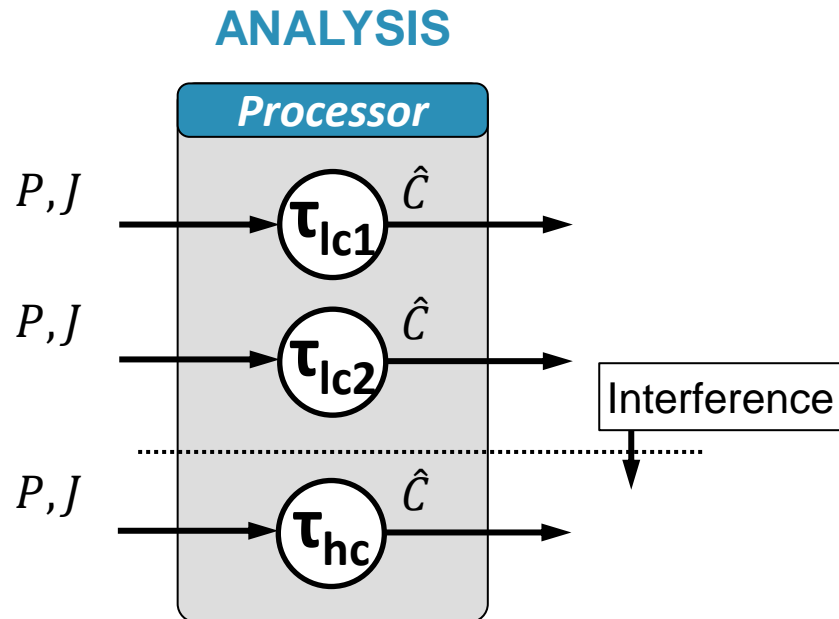 ANALYSIS
Processor
P, J
τlc1
Ĉ
P, J
τlc2
Ĉ
Interference
P, J
τhc
Ĉ